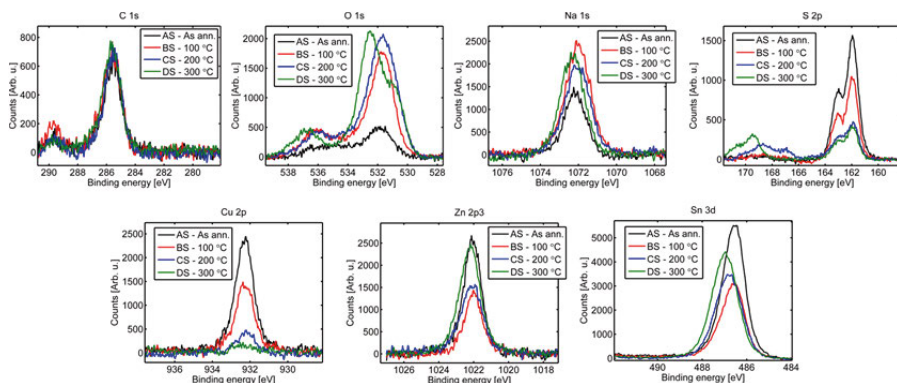 C 1s
Counts [Arb. u.]
800
600
400
200
0
AS - As ann.
BS - 100 °C
CS - 200 °C
DS - 300 °C
290 288 286 284 282 280
Binding energy [eV]
O 1s
Counts [Arb. u.]
2000
1500
1000
500
0
AS - As ann.
BS - 100 °C
CS - 200 °C
DS - 300 °C
538 536 534 532 530 528
Binding energy [eV]
Na 1s
Counts [Arb. u.]
2500
2000
1500
1000
500
0
AS - As ann.
BS - 100 °C
CS - 200 °C
DS - 300 °C
1076 1074 1072 1070 1068
Binding energy [eV]
S 2p
Counts [Arb. u.]
1500
1000
500
0
AS - As ann.
BS - 100 °C
CS - 200 °C
DS - 300 °C
170 168 166 164 162 160
Binding energy [eV]
Cu 2p
Counts [Arb. u.]
2500
2000
1500
1000
500
0
AS - As ann.
BS - 100 °C
CS - 200 °C
DS - 300 °C
936 934 932 930
Binding energy [eV]
Zn 2p3
Counts [Arb. u.]
2500
2000
1500
1000
500
0
AS - As ann.
BS - 100 °C
CS - 200 °C
DS - 300 °C
1026 1024 1022 1020 1018
Binding energy [eV]
Sn 3d
Counts [Arb. u.]
5000
4000
3000
2000
1000
0
AS - As ann.
BS - 100 °C
CS - 200 °C
DS - 300 °C
492 490 488 486 484
Binding energy [eV]